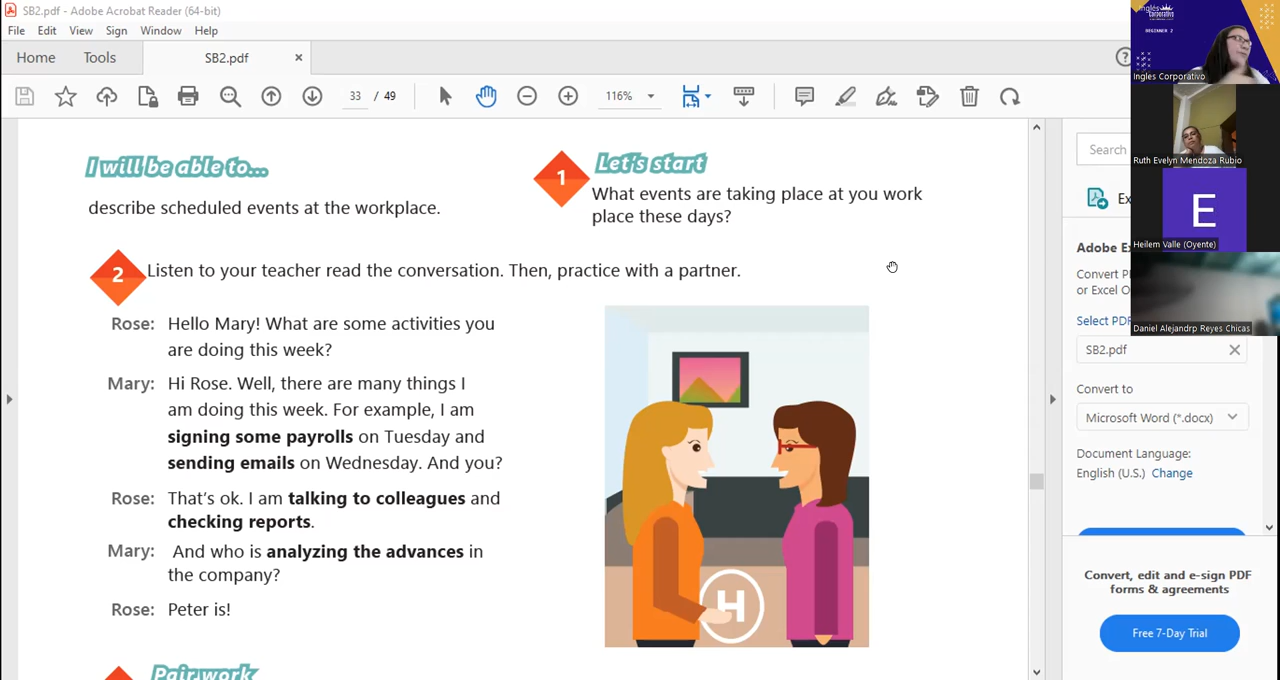 SB2.pdf - Adobe Acrobat Reader (64-bit)
File Edit View Sign Window Help
Home Tools SB2.pdf ×
33 / 49 116%
I will be able to...
describe scheduled events at the workplace.
1 Let's start
What events are taking place at you work
place these days?
2 Listen to your teacher read the conversation. Then, practice with a partner.
Rose: Hello Mary! What are some activities you
are doing this week?
Mary: Hi Rose. Well, there are many things I
am doing this week. For example, I am
signing some payrolls on Tuesday and
sending emails on Wednesday. And you?
Rose: That's ok. I am talking to colleagues and
checking reports.
Mary: And who is analyzing the advances in
the company?
Rose: Peter is!
H
Pair work
Inglés
Corporativo
BEGINNER 2
Ingles Corporativo
Ruth Evelyn Mendoza Rubio
E
Heilem Valle (Oyente)
Daniel Alejandrp Reyes Chicas
Search
Ex
Adobe Ex
Convert P
or Excel O
Select PDF
SB2.pdf
Convert to
Microsoft Word (*.docx)
Document Language:
English (U.S.) Change
Convert, edit and e-sign PDF
forms & agreements
Free 7-Day Trial